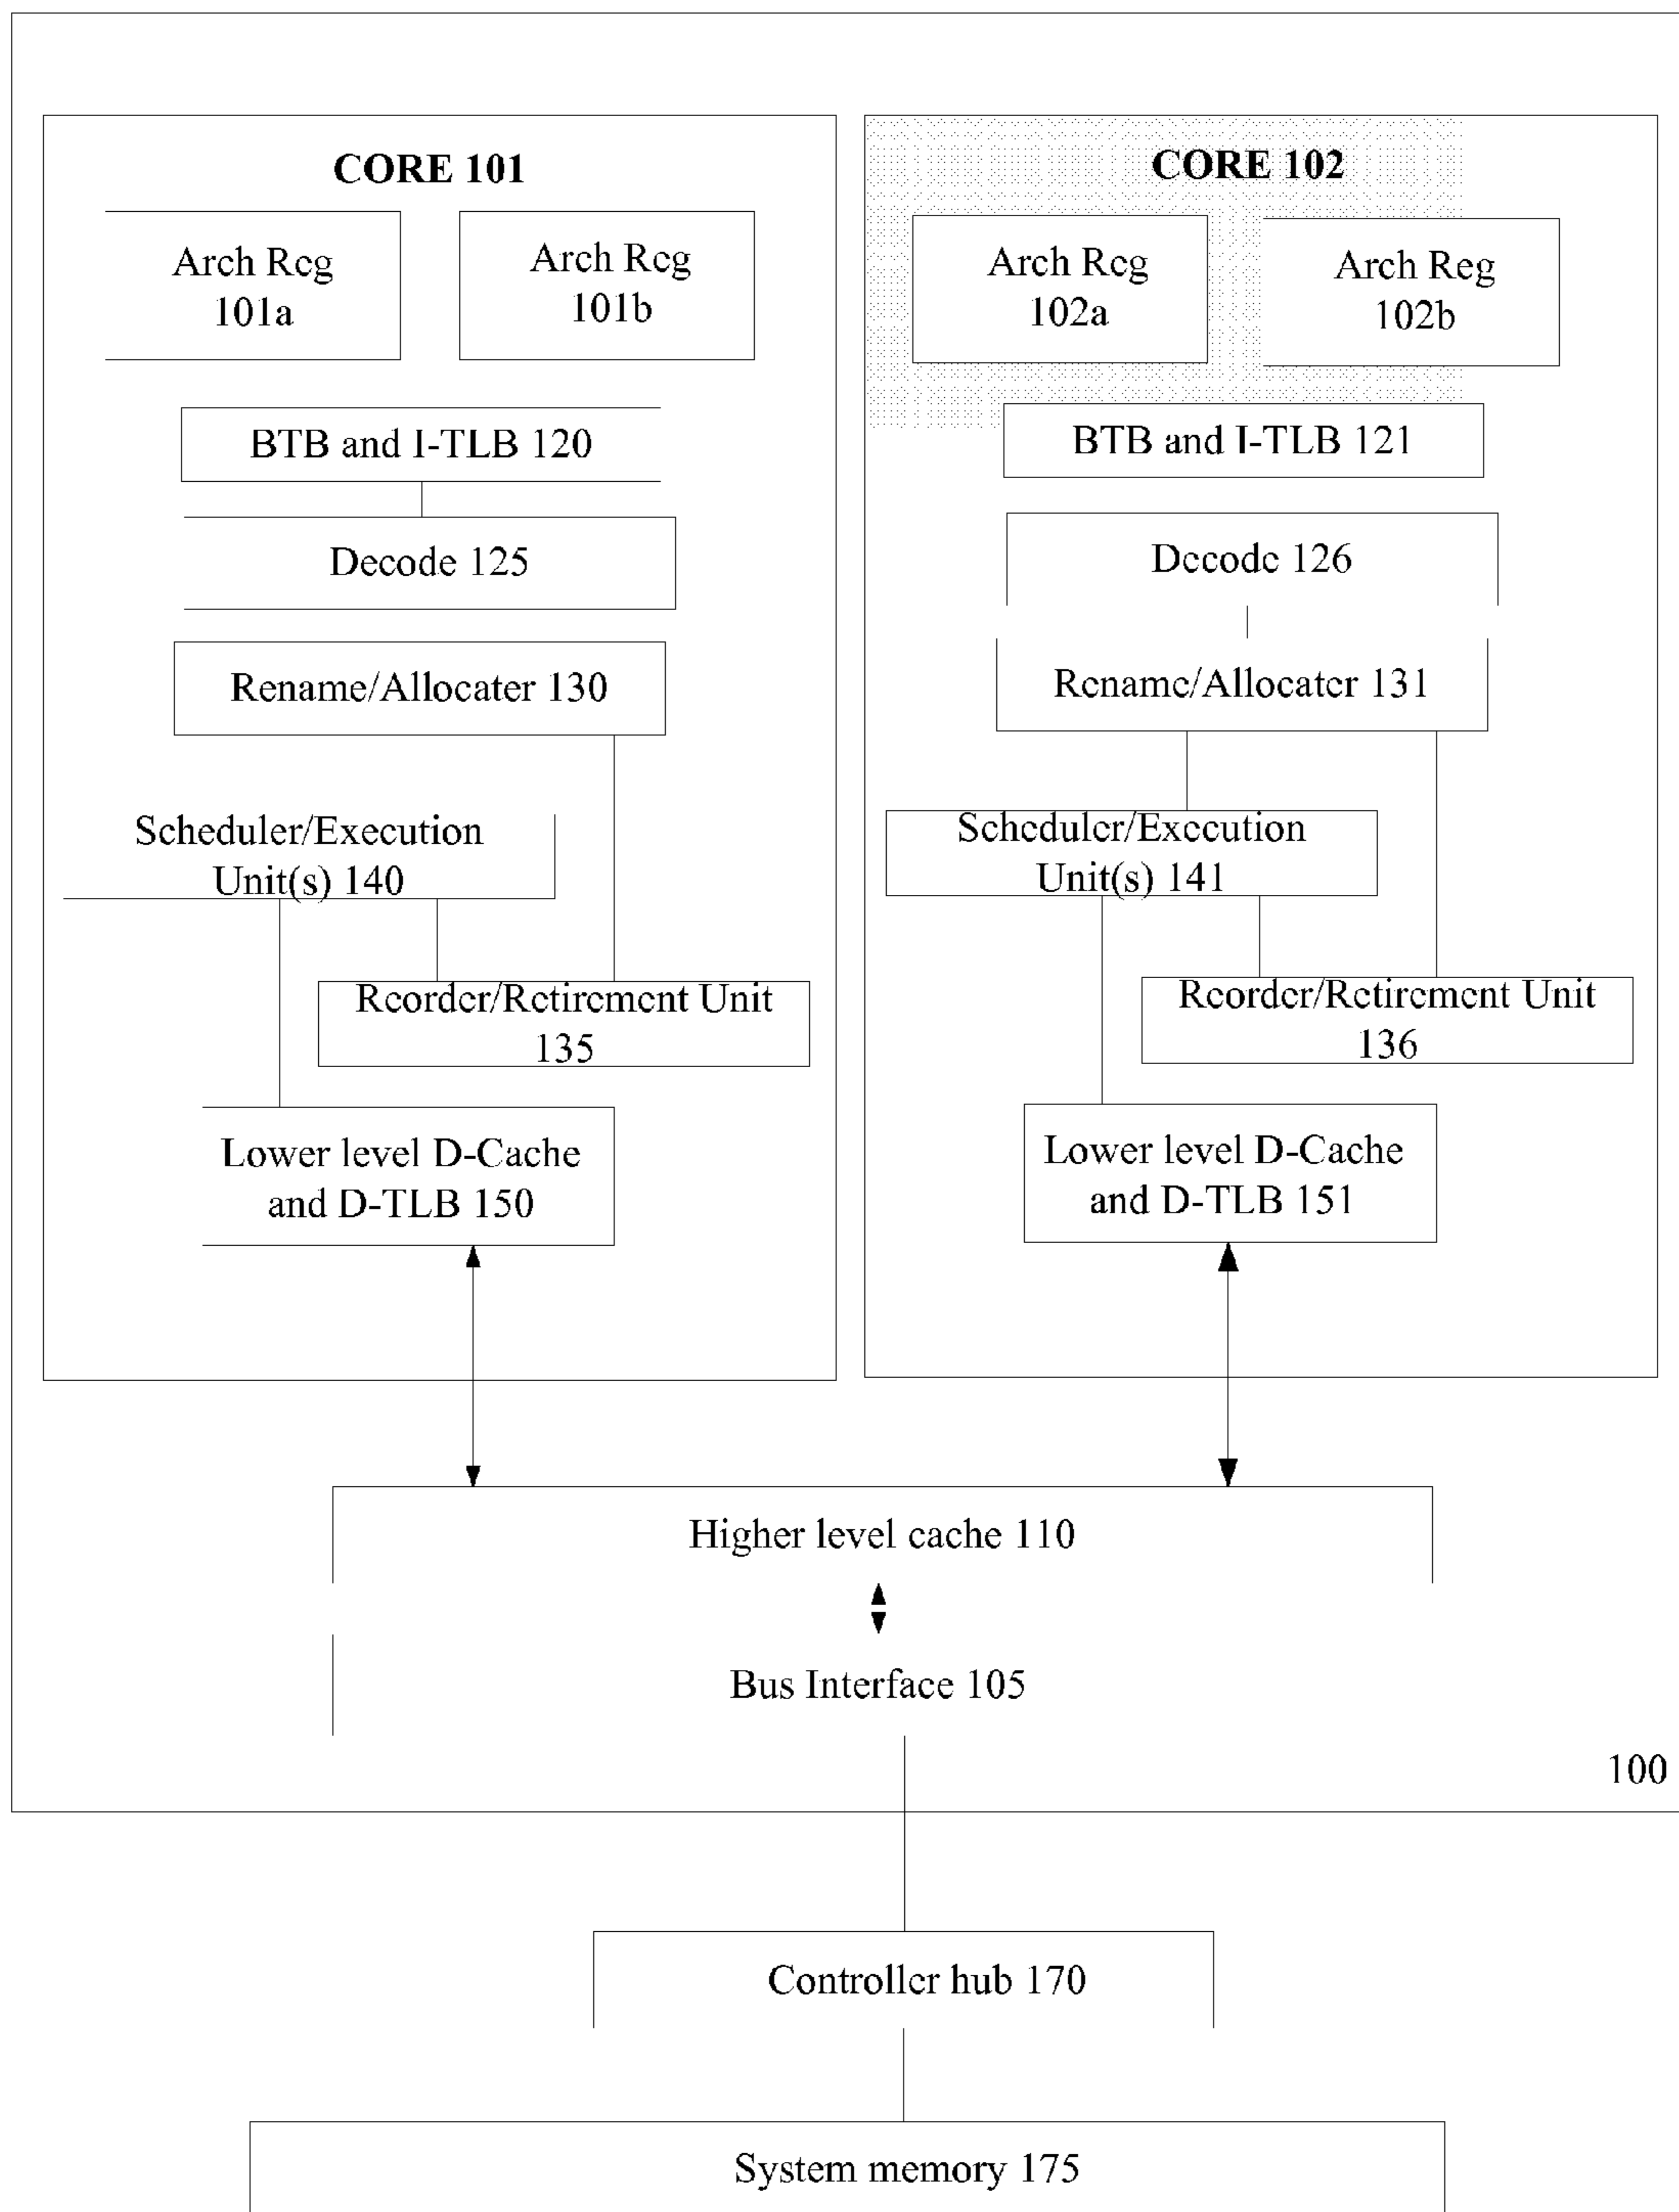 CORE 101
Arch Reg
101a
Arch Reg
101b
BTB and I-TLB 120
Decode 125
Rename/Allocater 130
Scheduler/Execution
Unit(s) 140
Reorder/Retirement Unit
135
Lower level D-Cache
and D-TLB 150
CORE 102
Arch Reg
102a
Arch Reg
102b
BTB and I-TLB 121
Decode 126
Rename/Allocater 131
Scheduler/Execution
Unit(s) 141
Reorder/Retirement Unit
136
Lower level D-Cache
and D-TLB 151
Higher level cache 110
Bus Interface 105
100
Controller hub 170
System memory 175